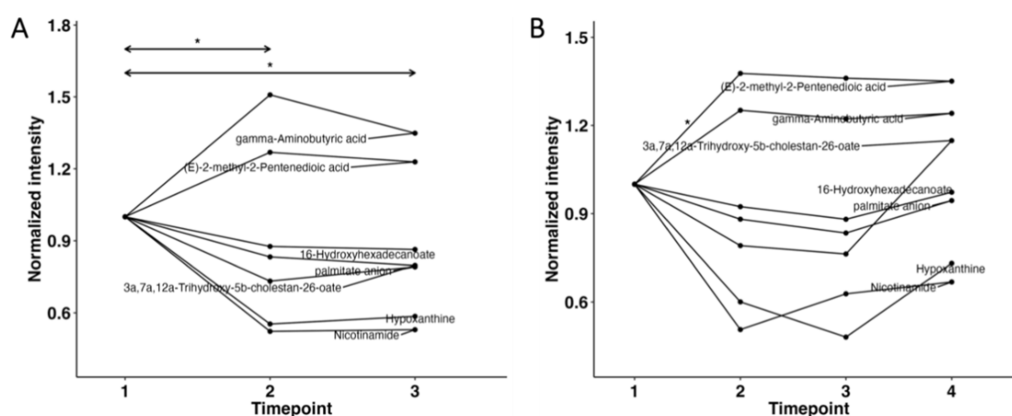 A
1.8
1.5
1.2
0.9
0.6
Normalized intensity
*
*
gamma-Aminobutyric acid
(E)-2-methyl-2-Pentenedioic acid
16-Hydroxyhexadecanoate
palmitate anion
3a,7a,12a-Trihydroxy-5b-cholestan-26-oate
Hypoxanthine
Nicotinamide
1 2 3
Timepoint
B
1.5
1.2
0.9
0.6
Normalized intensity
(E)-2-methyl-2-Pentenedioic acid
*
gamma-Aminobutyric acid
3a,7a,12a-Trihydroxy-5b-cholestan-26-oate
16-Hydroxyhexadecanoate
palmitate anion
Hypoxanthine
Nicotinamide
1 2 3 4
Timepoint